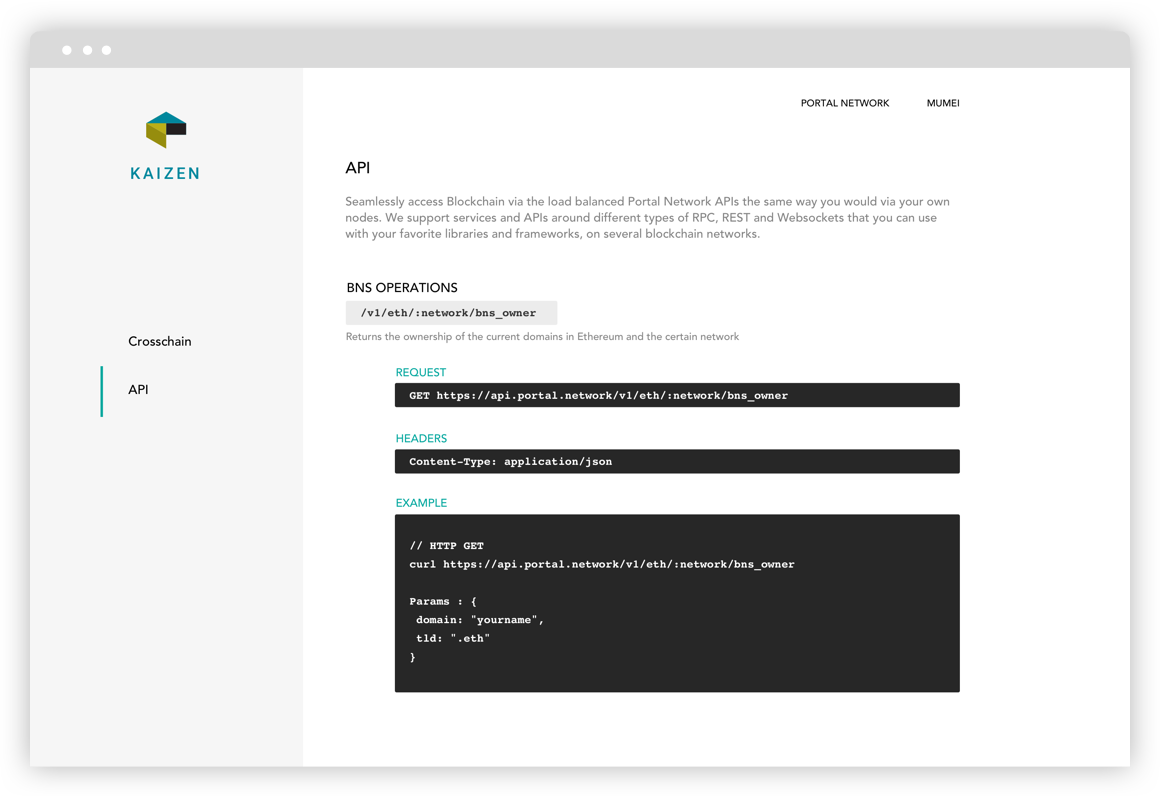 KAIZEN
Crosschain
API
PORTAL NETWORK
MUMEI
API
Seamlessly access Blockchain via the load balanced Portal Network APIs the same way you would via your own
nodes. We support services and APIs around different types of RPC, REST and Websockets that you can use
with your favorite libraries and frameworks, on several blockchain networks.
BNS OPERATIONS
/v1/eth/:network/bns_owner
Returns the ownership of the current domains in Ethereum and the certain network
REQUEST
GET https://api.portal.network/v1/eth/:network/bns_owner
HEADERS
Content-Type: application/json
EXAMPLE
// HTTP GET
curl https://api.portal.network/v1/eth/:network/bns_owner
Params : {
domain: "yourname",
tld: ".eth"
}